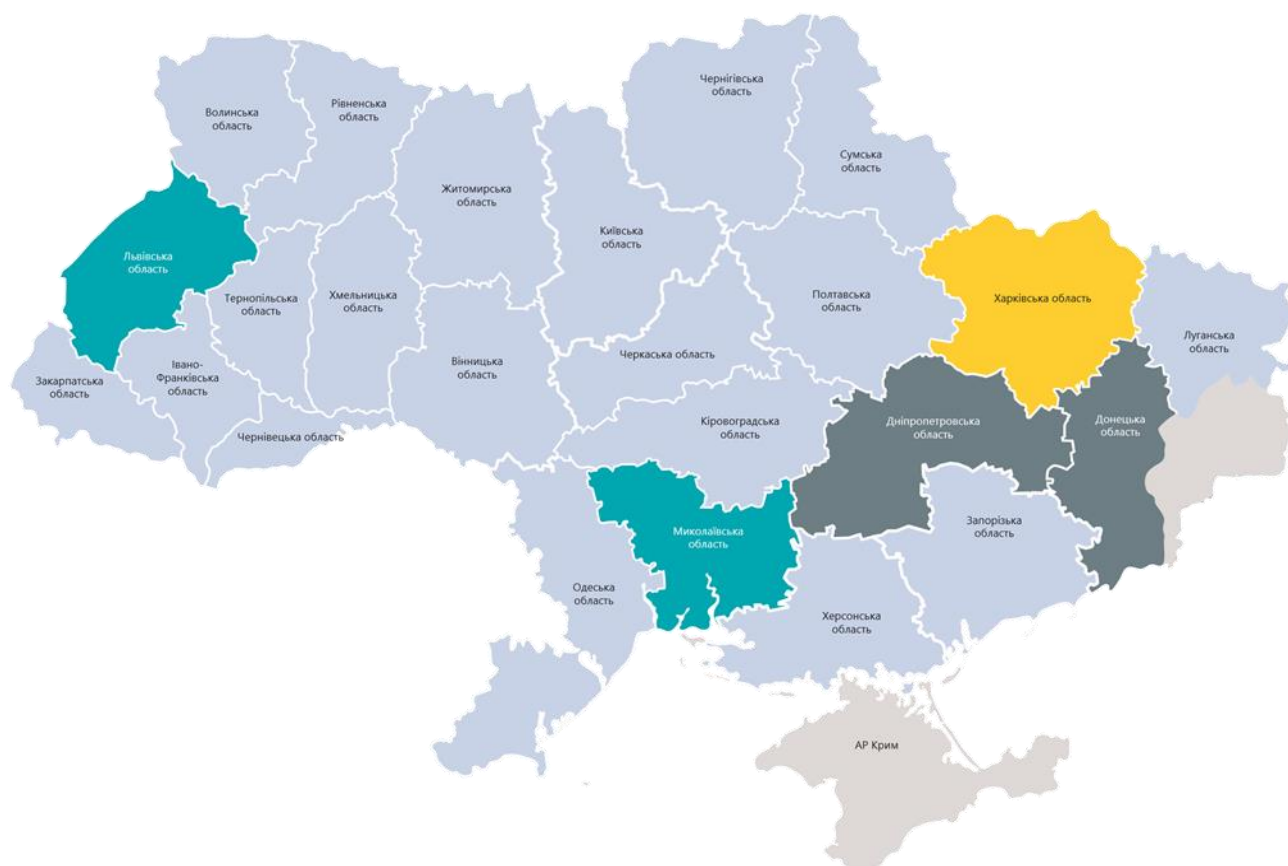 Чернігівська
область
Рівненська
область
Волинська
область
Сумська
область
Житомирська
область
Київська
область
Львівська
область
Тернопільська
область
Хмельницька
область
Полтавська
область
Харківська область
Луганська
область
Черкаська область
Вінницька
область
Івано-
Франківська
область
Закарпатська
область
Чернівецька область
Кіровоградська
область
Дніпропетровська
область
Донецька
область
Запорізька
область
Миколаївська
область
Одеська
область
Херсонська
область
АР Крим